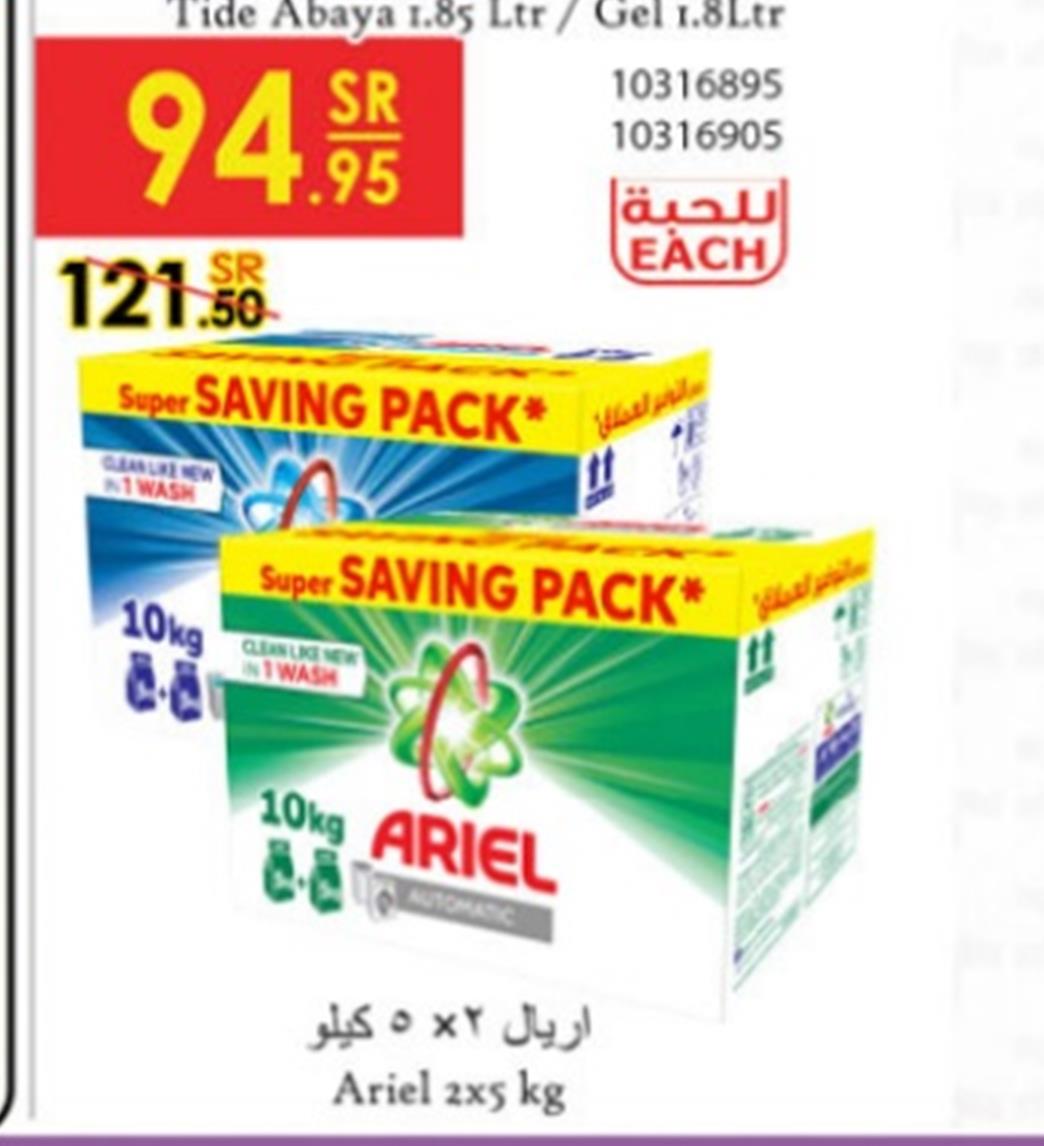 Tide Abaya 1.85 Ltr / Gel 1.8Ltr
94.95 SR
10316895
10316905
للحبة
EACH
121.50 SR
Super SAVING PACK*
CLEAN LIKE NEW
IN 1 WASH
10kg
Super SAVING PACK*
CLEAN LIKE NEW
IN 1 WASH
10kg
ARIEL
AUTOMATIC
اريال ٢× ٥ كيلو
Ariel 2x5 kg